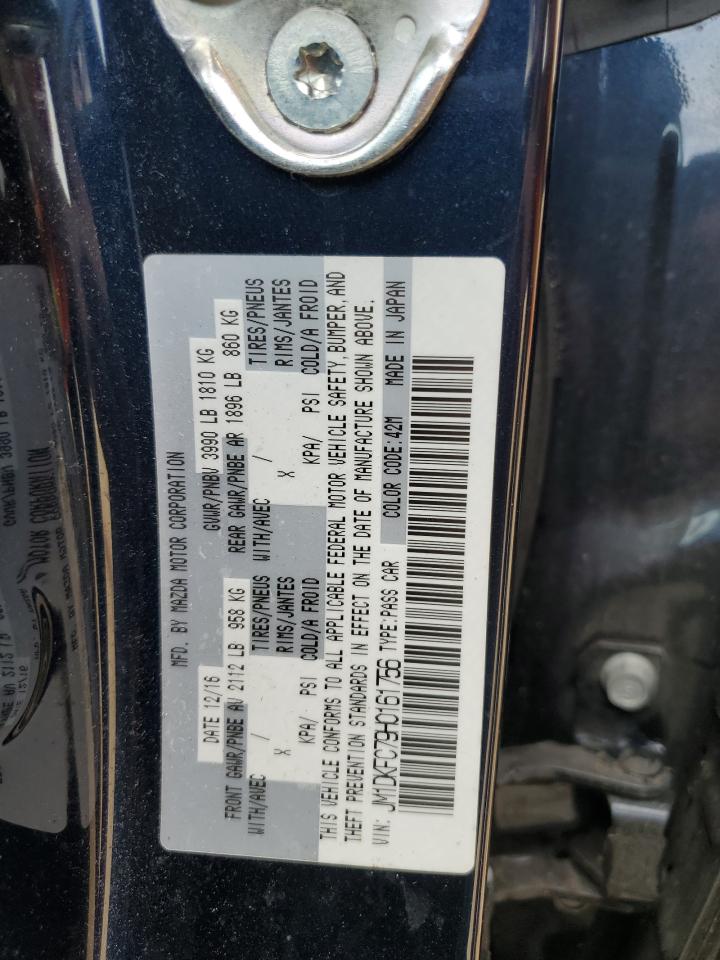 MFD. BY MAZDA MOTOR CORPORATION
DATE 12/16 GVWR/PNBV 3990 LB 1810 KG
FRONT GAWR/PNBE AV 2112 LB 958 KG REAR GAWR/PNBE AR 1896 LB 860 KG
WITH/AVEC / TIRES/PNEUS WITH/AVEC / TIRES/PNEUS
X RIMS/JANTES X RIMS/JANTES
KPA/ PSI COLD/A FROID KPA/ PSI COLD/A FROID
THIS VEHICLE CONFORMS TO ALL APPLICABLE FEDERAL MOTOR VEHICLE SAFETY, BUMPER, AND
THEFT PREVENTION STANDARDS IN EFFECT ON THE DATE OF MANUFACTURE SHOWN ABOVE.
VIN: JM1DKFC79H0161756 TYPE:PASS CAR COLOR CODE:42M MADE IN JAPAN